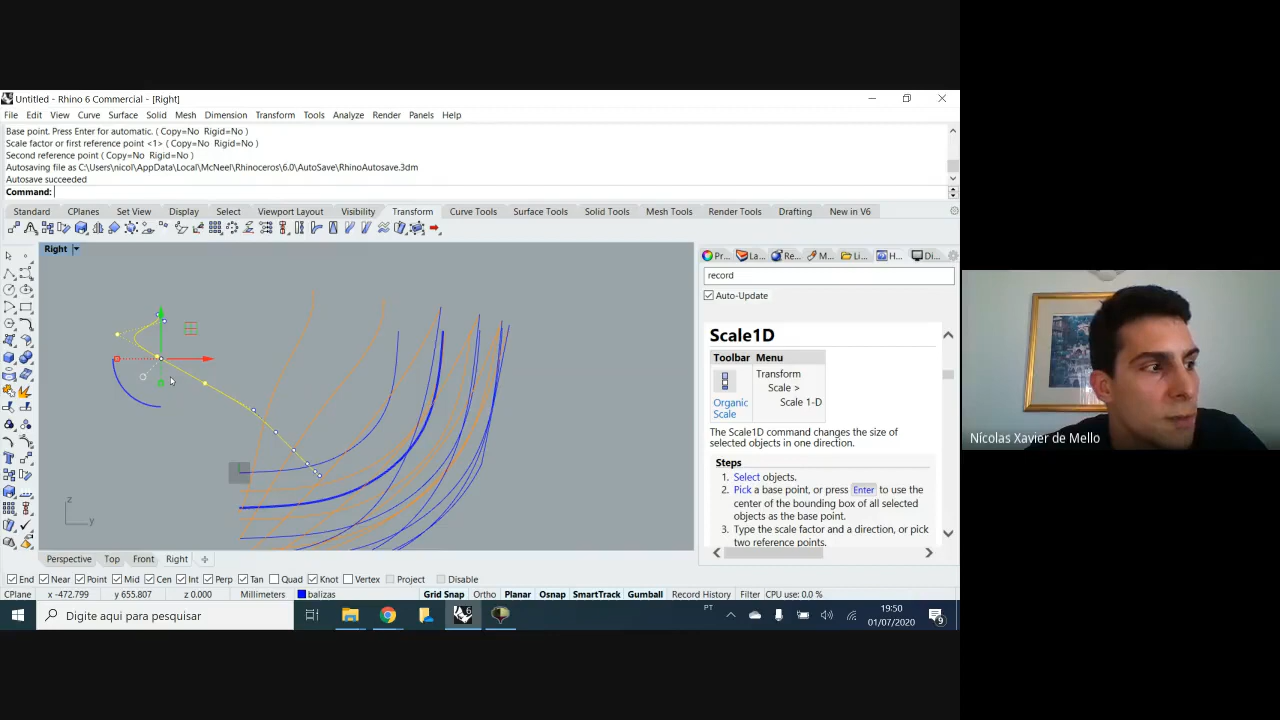 Untitled - Rhino 6 Commercial - [Right]
File Edit View Curve Surface Solid Mesh Dimension Transform Tools Analyze Render Panels Help
Base point. Press Enter for automatic. ( Copy=No Rigid=No )
Scale factor or first reference point <1> ( Copy=No Rigid=No )
Second reference point ( Copy=No Rigid=No )
Autosaving file as C:\Users\nicol\AppData\Local\McNeel\Rhinoceros\6.0\AutoSave\RhinoAutosave.3dm
Autosave succeeded
Command:
Standard CPlanes Set View Display Select Viewport Layout Visibility Transform Curve Tools Surface Tools Solid Tools Mesh Tools Render Tools Drafting New in V6
Right
Pr... La... Re... M... Li... H... Di...
record
Auto-Update
Scale1D
Toolbar Menu
Transform
Scale >
Scale 1-D
Organic
Scale
The Scale1D command changes the size of
selected objects in one direction.
Steps
1. Select objects.
2. Pick a base point, or press Enter to use the
center of the bounding box of all selected
objects as the base point.
3. Type the scale factor and a direction, or pick
two reference points.
z
y
Perspective Top Front Right
End Near Point Mid Cen Int Perp Tan Quad Knot Vertex Project Disable
CPlane x -472.799 y 655.807 z 0.000 Millimeters balizas Grid Snap Ortho Planar Osnap SmartTrack Gumball Record History Filter CPU use: 0.0 %
Digite aqui para pesquisar
PT
19:50
01/07/2020
9
Nícolas Xavier de Mello